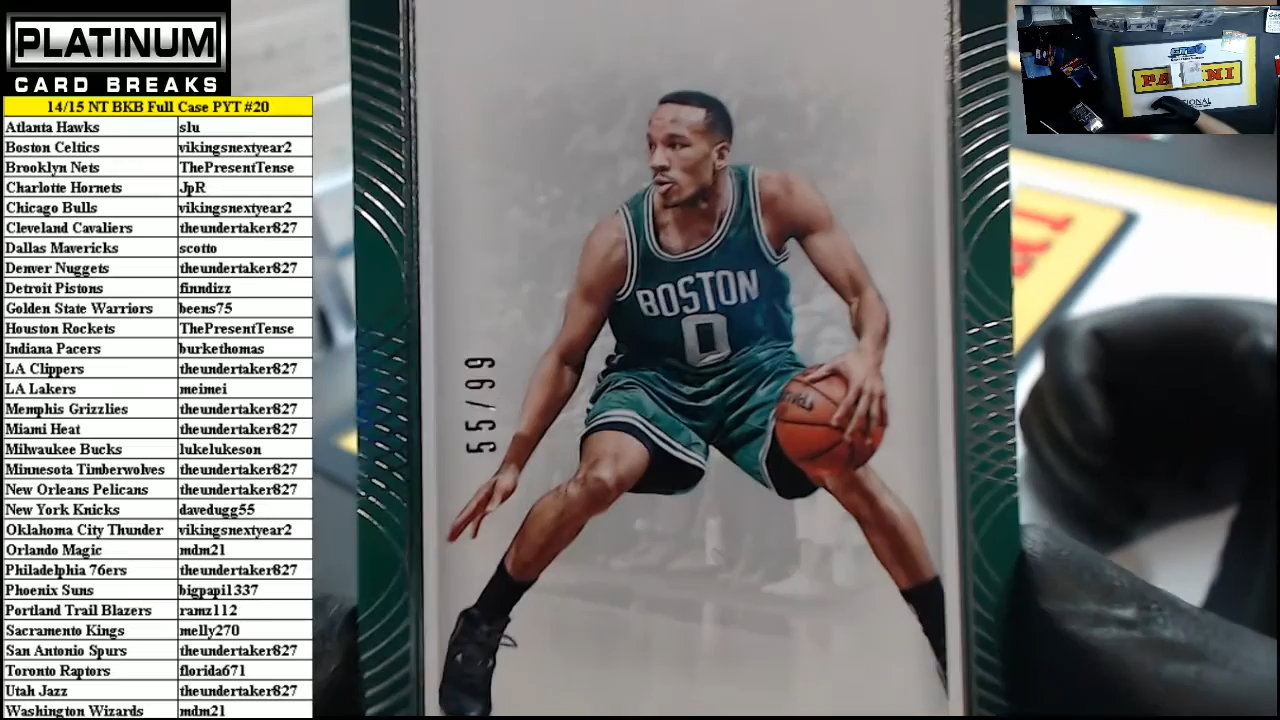 PLATINUM
CARD BREAKS
14/15 NT BKB Full Case PYT #20
Atlanta Hawks slu
Boston Celtics vikingsnextyear2
Brooklyn Nets ThePresentTense
Charlotte Hornets JpR
Chicago Bulls vikingsnextyear2
Cleveland Cavaliers theundertaker827
Dallas Mavericks scotto
Denver Nuggets theundertaker827
Detroit Pistons finndizz
Golden State Warriors beens75
Houston Rockets ThePresentTense
Indiana Pacers burkethomas
LA Clippers theundertaker827
LA Lakers meimei
Memphis Grizzlies theundertaker827
Miami Heat theundertaker827
Milwaukee Bucks lukelukeson
Minnesota Timberwolves theundertaker827
New Orleans Pelicans theundertaker827
New York Knicks davedugg55
Oklahoma City Thunder vikingsnextyear2
Orlando Magic mdm21
Philadelphia 76ers theundertaker827
Phoenix Suns bigpapi1337
Portland Trail Blazers ramz112
Sacramento Kings melly270
San Antonio Spurs theundertaker827
Toronto Raptors florida671
Utah Jazz theundertaker827
Washington Wizards mdm21
55/99
BOSTON
0
PANINI